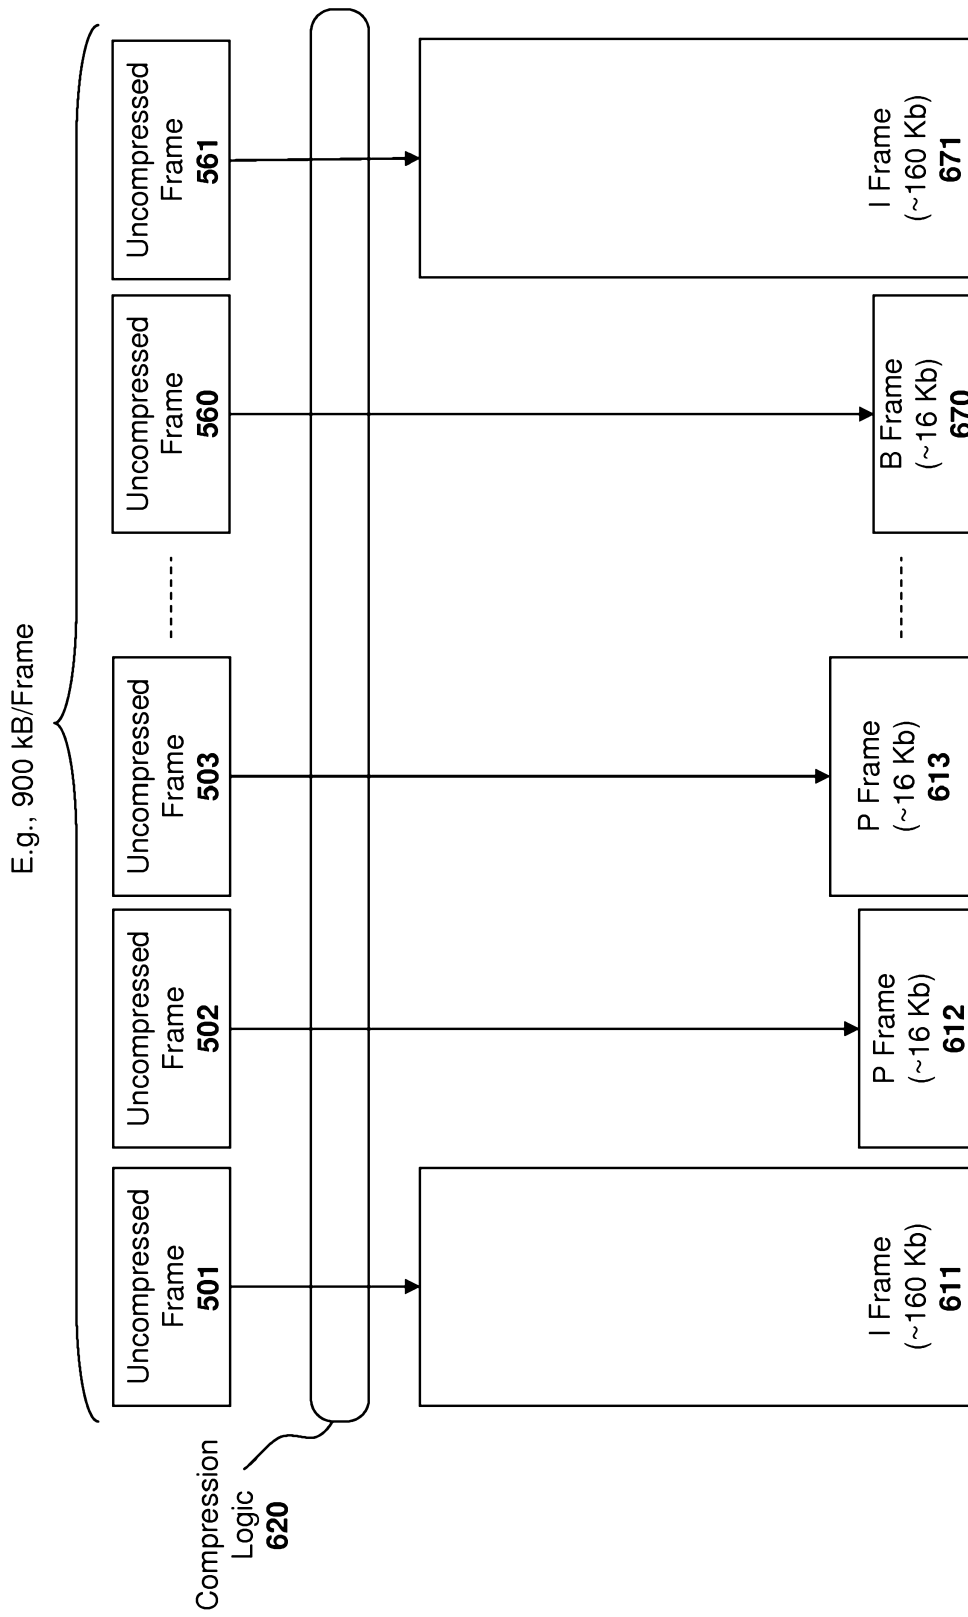 E.g., 900 kB/Frame
Uncompressed
Frame
501
Uncompressed
Frame
502
Uncompressed
Frame
503
Uncompressed
Frame
560
Uncompressed
Frame
561
Compression
Logic
620
I Frame
(~160 Kb)
611
P Frame
(~16 Kb)
612
P Frame
(~16 Kb)
613
B Frame
(~16 Kb)
670
I Frame
(~160 Kb)
671